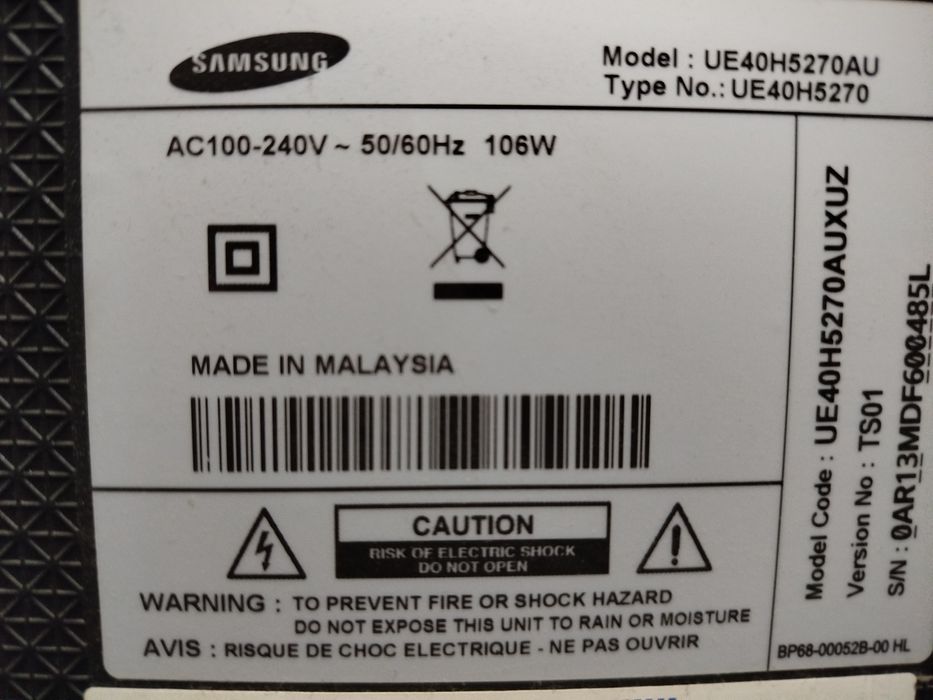 SAMSUNG
Model : UE40H5270AU
Type No.: UE40H5270
AC100-240V ~ 50/60Hz 106W
MADE IN MALAYSIA
CAUTION
RISK OF ELECTRIC SHOCK
DO NOT OPEN
WARNING : TO PREVENT FIRE OR SHOCK HAZARD
DO NOT EXPOSE THIS UNIT TO RAIN OR MOISTURE
AVIS : RISQUE DE CHOC ELECTRIQUE - NE PAS OUVRIR
Model Code : UE40H5270AUXUZ
Version No : TS01
S/N : 0AR13MDF600485L
BP68-00052B-00 HL